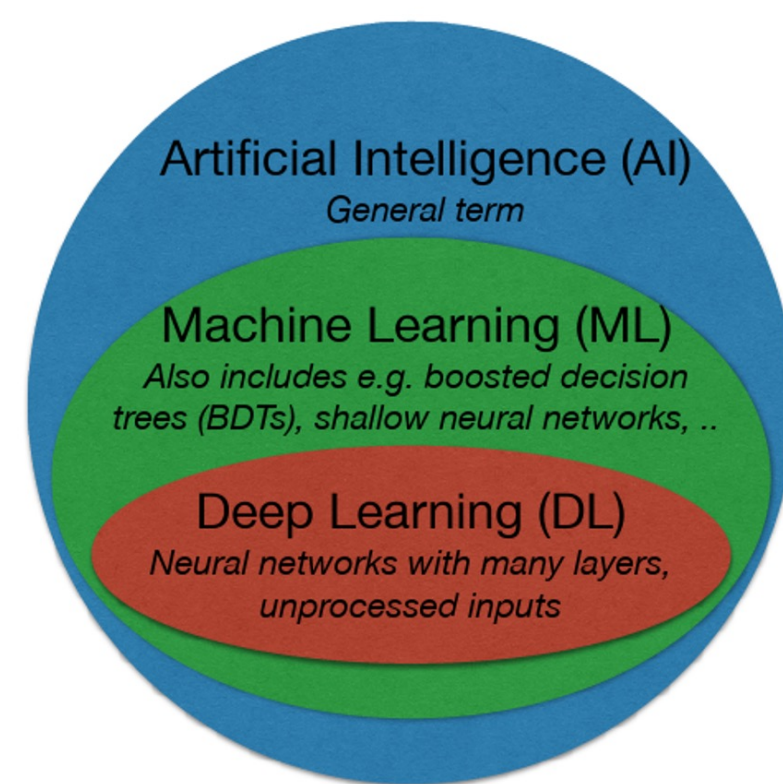 Artificial Intelligence (AI)
General term
Machine Learning (ML)
Also includes e.g. boosted decision
trees (BDTs), shallow neural networks, ..
Deep Learning (DL)
Neural networks with many layers,
unprocessed inputs